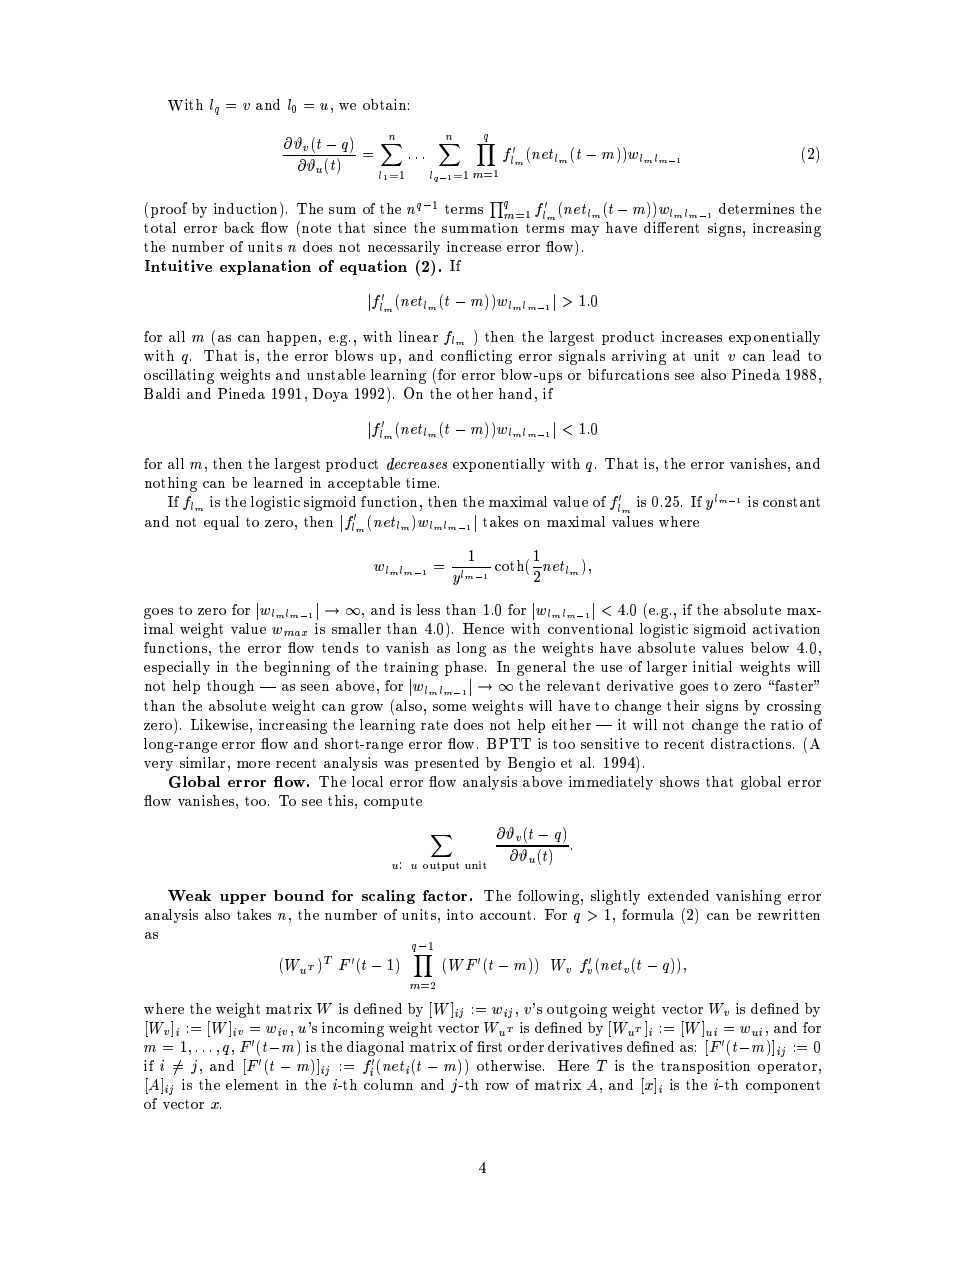 With l_q = v and l_0 = u, we obtain:
∂ϑ_v(t − q) / ∂ϑ_u(t) = ∑_{l_1=1}^{n} … ∑_{l_{q−1}=1}^{n} ∏_{m=1}^{q} f′_{l_m}(net_{l_m}(t − m))w_{l_m l_{m−1}} (2)
(proof by induction). The sum of the n^{q−1} terms ∏_{m=1}^{q} f′_{l_m}(net_{l_m}(t − m))w_{l_m l_{m−1}} determines the
total error back flow (note that since the summation terms may have different signs, increasing
the number of units n does not necessarily increase error flow).
Intuitive explanation of equation (2). If
|f′_{l_m}(net_{l_m}(t − m))w_{l_m l_{m−1}}| > 1.0
for all m (as can happen, e.g., with linear f_{l_m} ) then the largest product increases exponentially
with q. That is, the error blows up, and conflicting error signals arriving at unit v can lead to
oscillating weights and unstable learning (for error blow-ups or bifurcations see also Pineda 1988,
Baldi and Pineda 1991, Doya 1992). On the other hand, if
|f′_{l_m}(net_{l_m}(t − m))w_{l_m l_{m−1}}| < 1.0
for all m, then the largest product decreases exponentially with q. That is, the error vanishes, and
nothing can be learned in acceptable time.
If f_{l_m} is the logistic sigmoid function, then the maximal value of f′_{l_m} is 0.25. If y^{l_{m−1}} is constant
and not equal to zero, then |f′_{l_m}(net_{l_m})w_{l_m l_{m−1}}| takes on maximal values where
w_{l_m l_{m−1}} = 1 / y^{l_{m−1}} coth(1/2 net_{l_m}),
goes to zero for |w_{l_m l_{m−1}}| → ∞, and is less than 1.0 for |w_{l_m l_{m−1}}| < 4.0 (e.g., if the absolute max-
imal weight value w_{max} is smaller than 4.0). Hence with conventional logistic sigmoid activation
functions, the error flow tends to vanish as long as the weights have absolute values below 4.0,
especially in the beginning of the training phase. In general the use of larger initial weights will
not help though — as seen above, for |w_{l_m l_{m−1}}| → ∞ the relevant derivative goes to zero “faster”
than the absolute weight can grow (also, some weights will have to change their signs by crossing
zero). Likewise, increasing the learning rate does not help either — it will not change the ratio of
long-range error flow and short-range error flow. BPTT is too sensitive to recent distractions. (A
very similar, more recent analysis was presented by Bengio et al. 1994).
Global error flow. The local error flow analysis above immediately shows that global error
flow vanishes, too. To see this, compute
∑_{u: u output unit} ∂ϑ_v(t − q) / ∂ϑ_u(t).
Weak upper bound for scaling factor. The following, slightly extended vanishing error
analysis also takes n, the number of units, into account. For q > 1, formula (2) can be rewritten
as
(W_{u^T})^T F′(t − 1) ∏_{m=2}^{q−1} (WF′(t − m)) W_v f′_v(net_v(t − q)),
where the weight matrix W is defined by [W]_{ij} := w_{ij}, v's outgoing weight vector W_v is defined by
[W_v]_i := [W]_{iv} = w_{iv}, u's incoming weight vector W_{u^T} is defined by [W_{u^T}]_i := [W]_{ui} = w_{ui}, and for
m = 1, . . . , q, F′(t−m) is the diagonal matrix of first order derivatives defined as: [F′(t−m)]_{ij} := 0
if i ≠ j, and [F′(t − m)]_{ij} := f′_i(net_i(t − m)) otherwise. Here T is the transposition operator,
[A]_{ij} is the element in the i-th column and j-th row of matrix A, and [x]_i is the i-th component
of vector x.
4